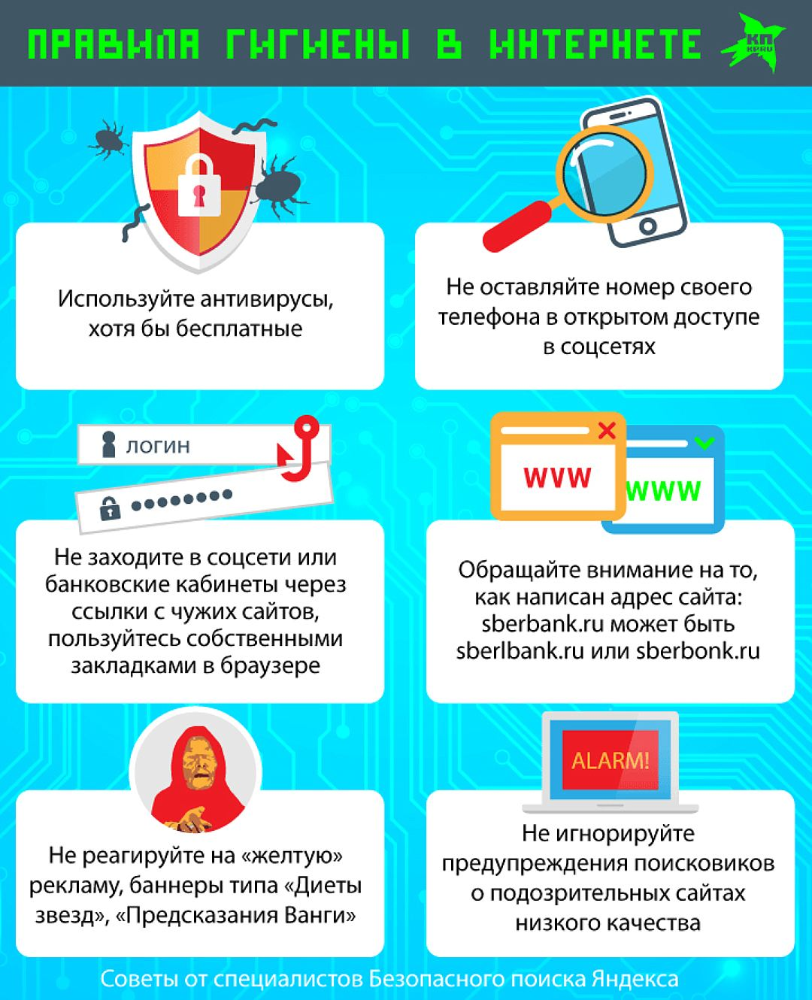 ПРАВИЛА ГИГИЕНЫ В ИНТЕРНЕТЕ
КП
KP.RU
Используйте антивирусы,
хотя бы бесплатные
Не оставляйте номер своего
телефона в открытом доступе
в соцсетях
ЛОГИН
Не заходите в соцсети или
банковские кабинеты через
ссылки с чужих сайтов,
пользуйтесь собственными
закладками в браузере
WVW
WWW
Обращайте внимание на то,
как написан адрес сайта:
sberbank.ru может быть
sberlbank.ru или sberbonk.ru
Не реагируйте на «желтую»
рекламу, баннеры типа «Диеты
звезд», «Предсказания Ванги»
ALARM!
Не игнорируйте
предупреждения поисковиков
о подозрительных сайтах
низкого качества
Советы от специалистов Безопасного поиска Яндекса